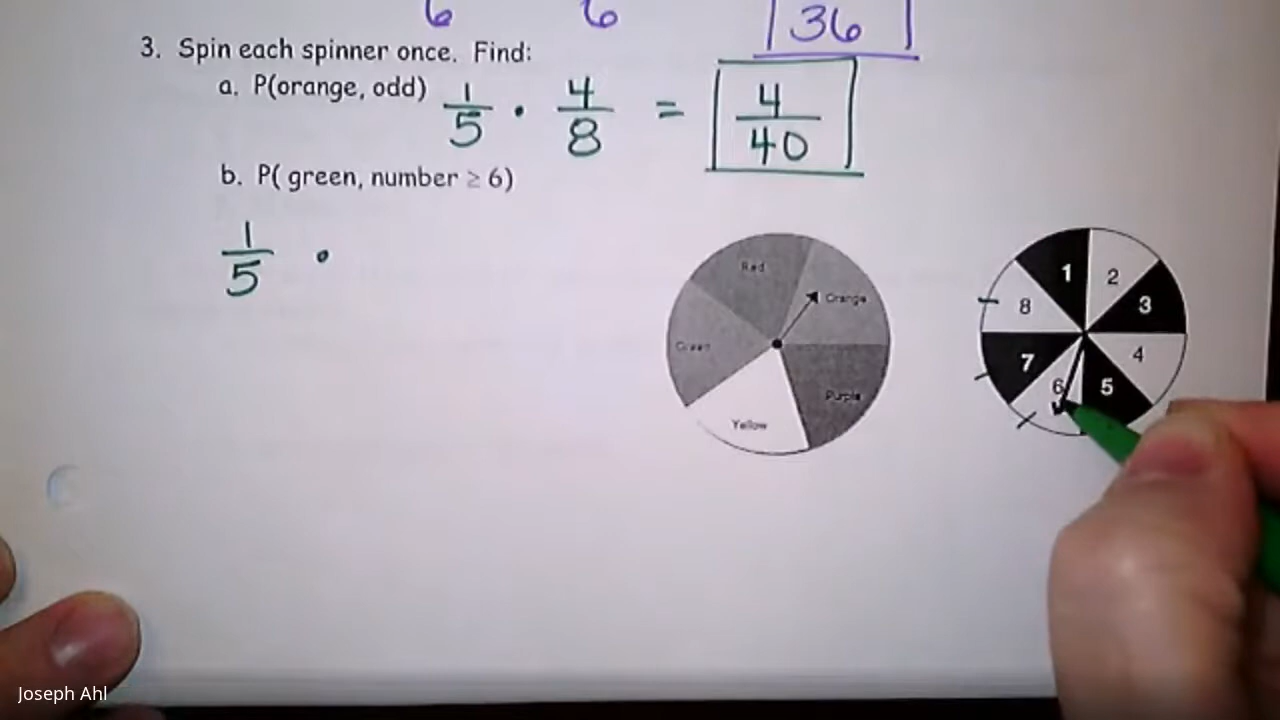 6 6 36
3. Spin each spinner once. Find:
a. P(orange, odd) 1/5 · 4/8 = 4/40
b. P( green, number ≥ 6)
1/5 ·
Red
Orange
Green
Purple
Yellow
1 2
8 3
7 4
6 5
Joseph Ahl